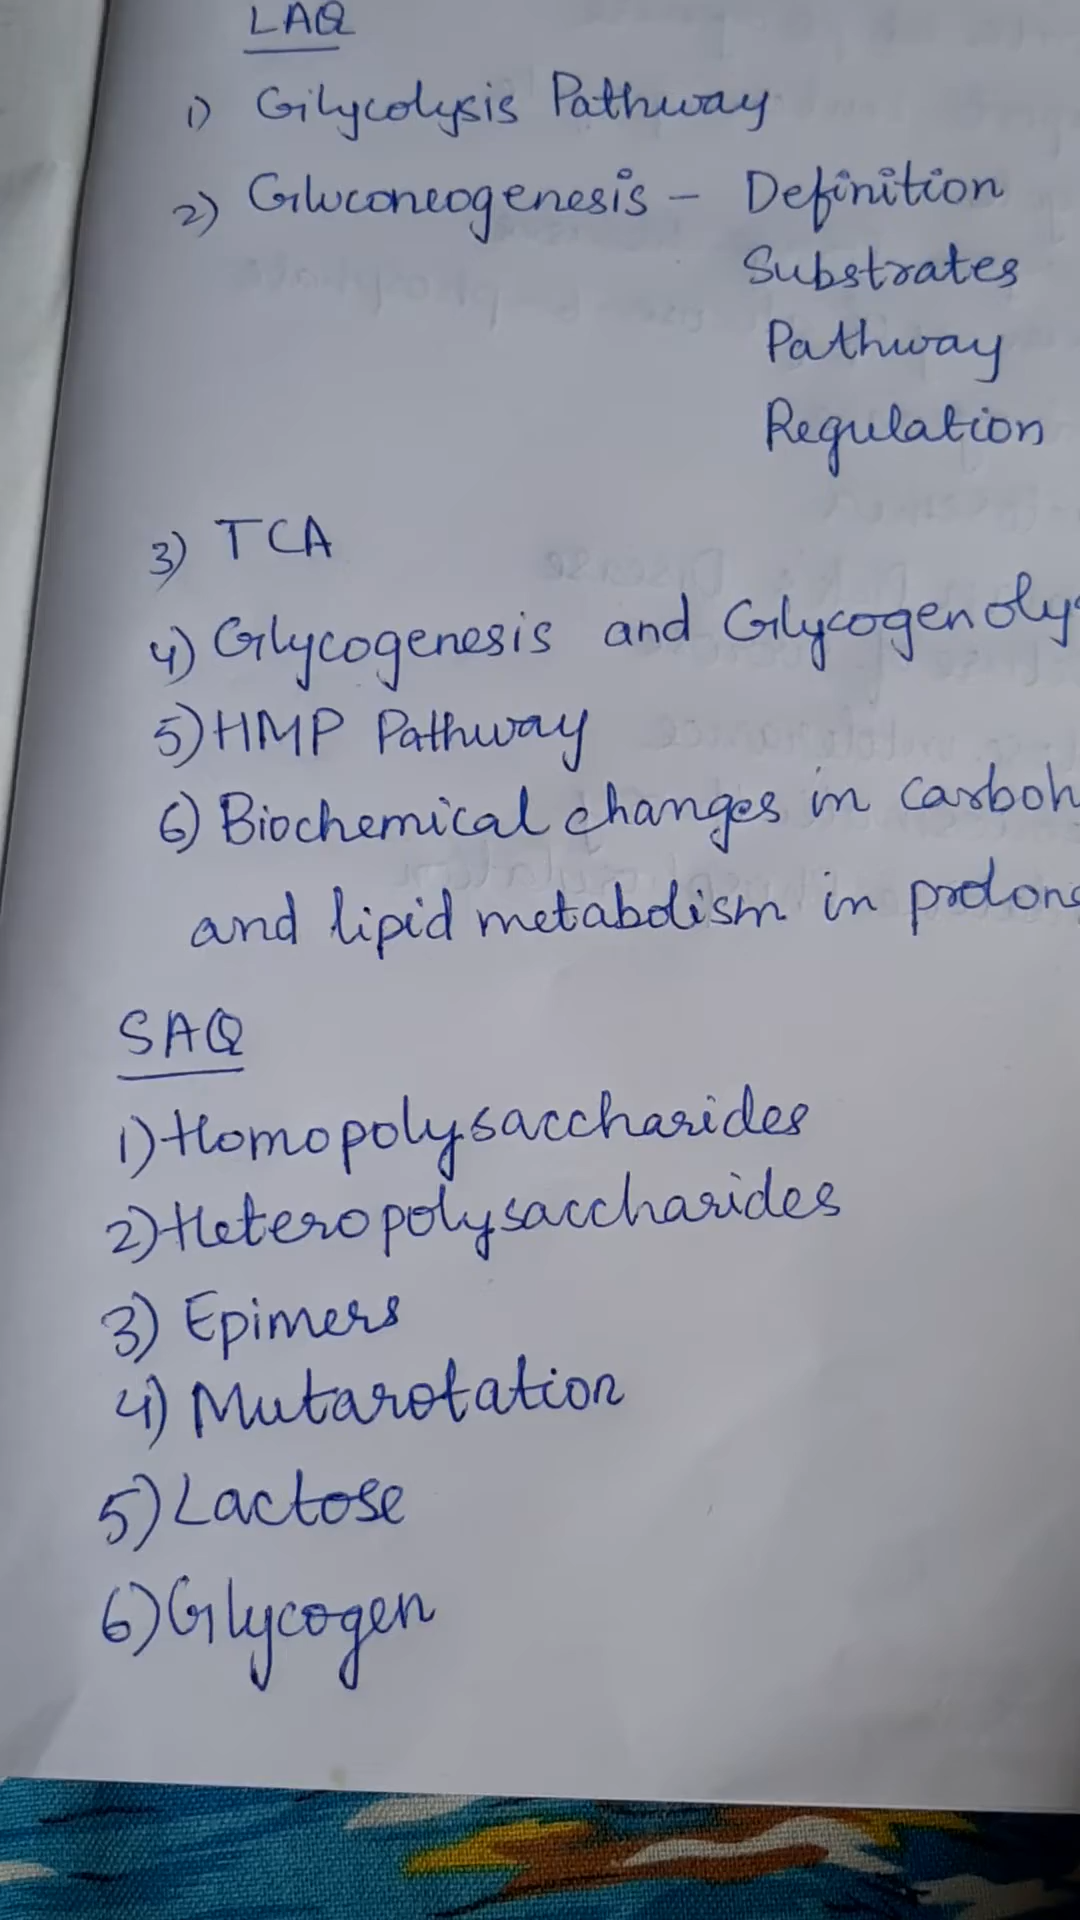 LAQ
1) Glycolysis Pathway
2) Gluconeogenesis - Definition
Substrates
Pathway
Regulation
3) TCA
4) Glycogenesis and Glycogenoly
5) HMP Pathway
6) Biochemical changes in carboh
and lipid metabolism in prolong
SAQ
1) Homopolysaccharides
2) Heteropolysaccharides
3) Epimers
4) Mutarotation
5) Lactose
6) Glycogen